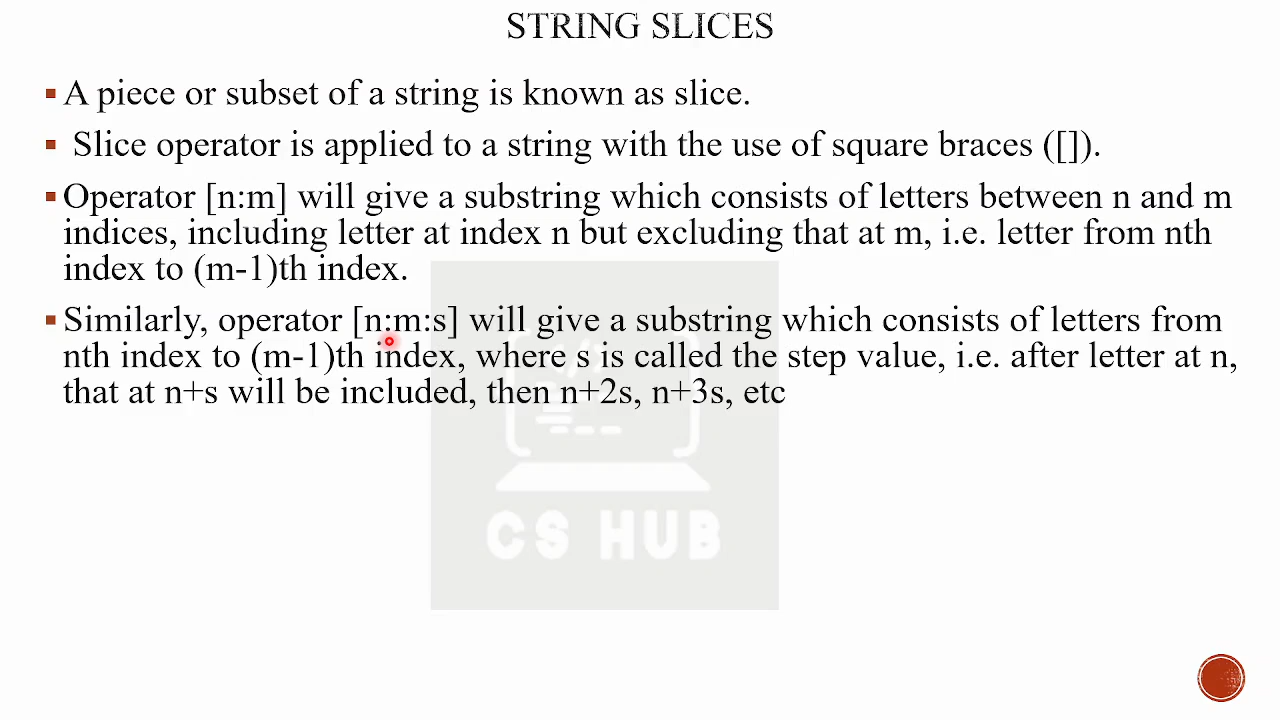 STRING SLICES
▪ A piece or subset of a string is known as slice.
▪ Slice operator is applied to a string with the use of square braces ([]).
▪ Operator [n:m] will give a substring which consists of letters between n and m
indices, including letter at index n but excluding that at m, i.e. letter from nth
index to (m-1)th index.
▪ Similarly, operator [n:m:s] will give a substring which consists of letters from
nth index to (m-1)th index, where s is called the step value, i.e. after letter at n,
that at n+s will be included, then n+2s, n+3s, etc
CS HUB